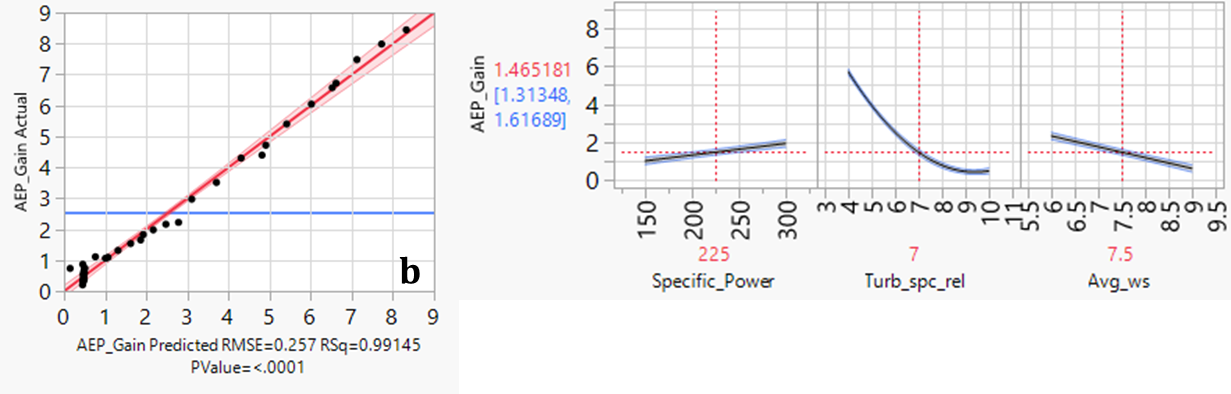 9
8
7
6
5
4
3
2
1
0
AEP_Gain Actual
0 1 2 3 4 5 6 7 8 9
b
AEP_Gain Predicted RMSE=0.257 RSq=0.99145
PValue=<.0001
8
6
4
2
0
AEP_Gain
1.465181
[1.31348,
1.61689]
150 200 250 300
3 4 5 6 7 8 9 10 11
5.5 6 6.5 7 7.5 8 8.5 9 9.5
225 7 7.5
Specific_Power Turb_spc_rel Avg_ws